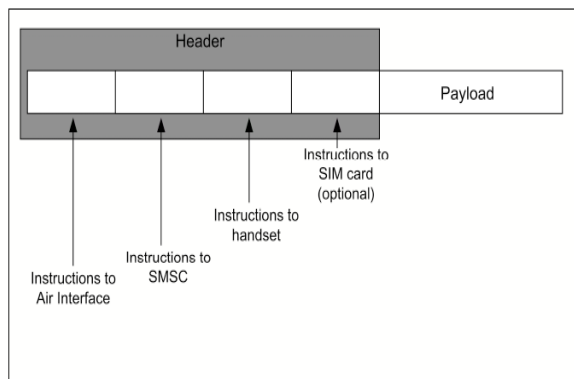 Header
Payload
Instructions to
SIM card
(optional)
Instructions to
handset
Instructions to
SMSC
Instructions to
Air Interface